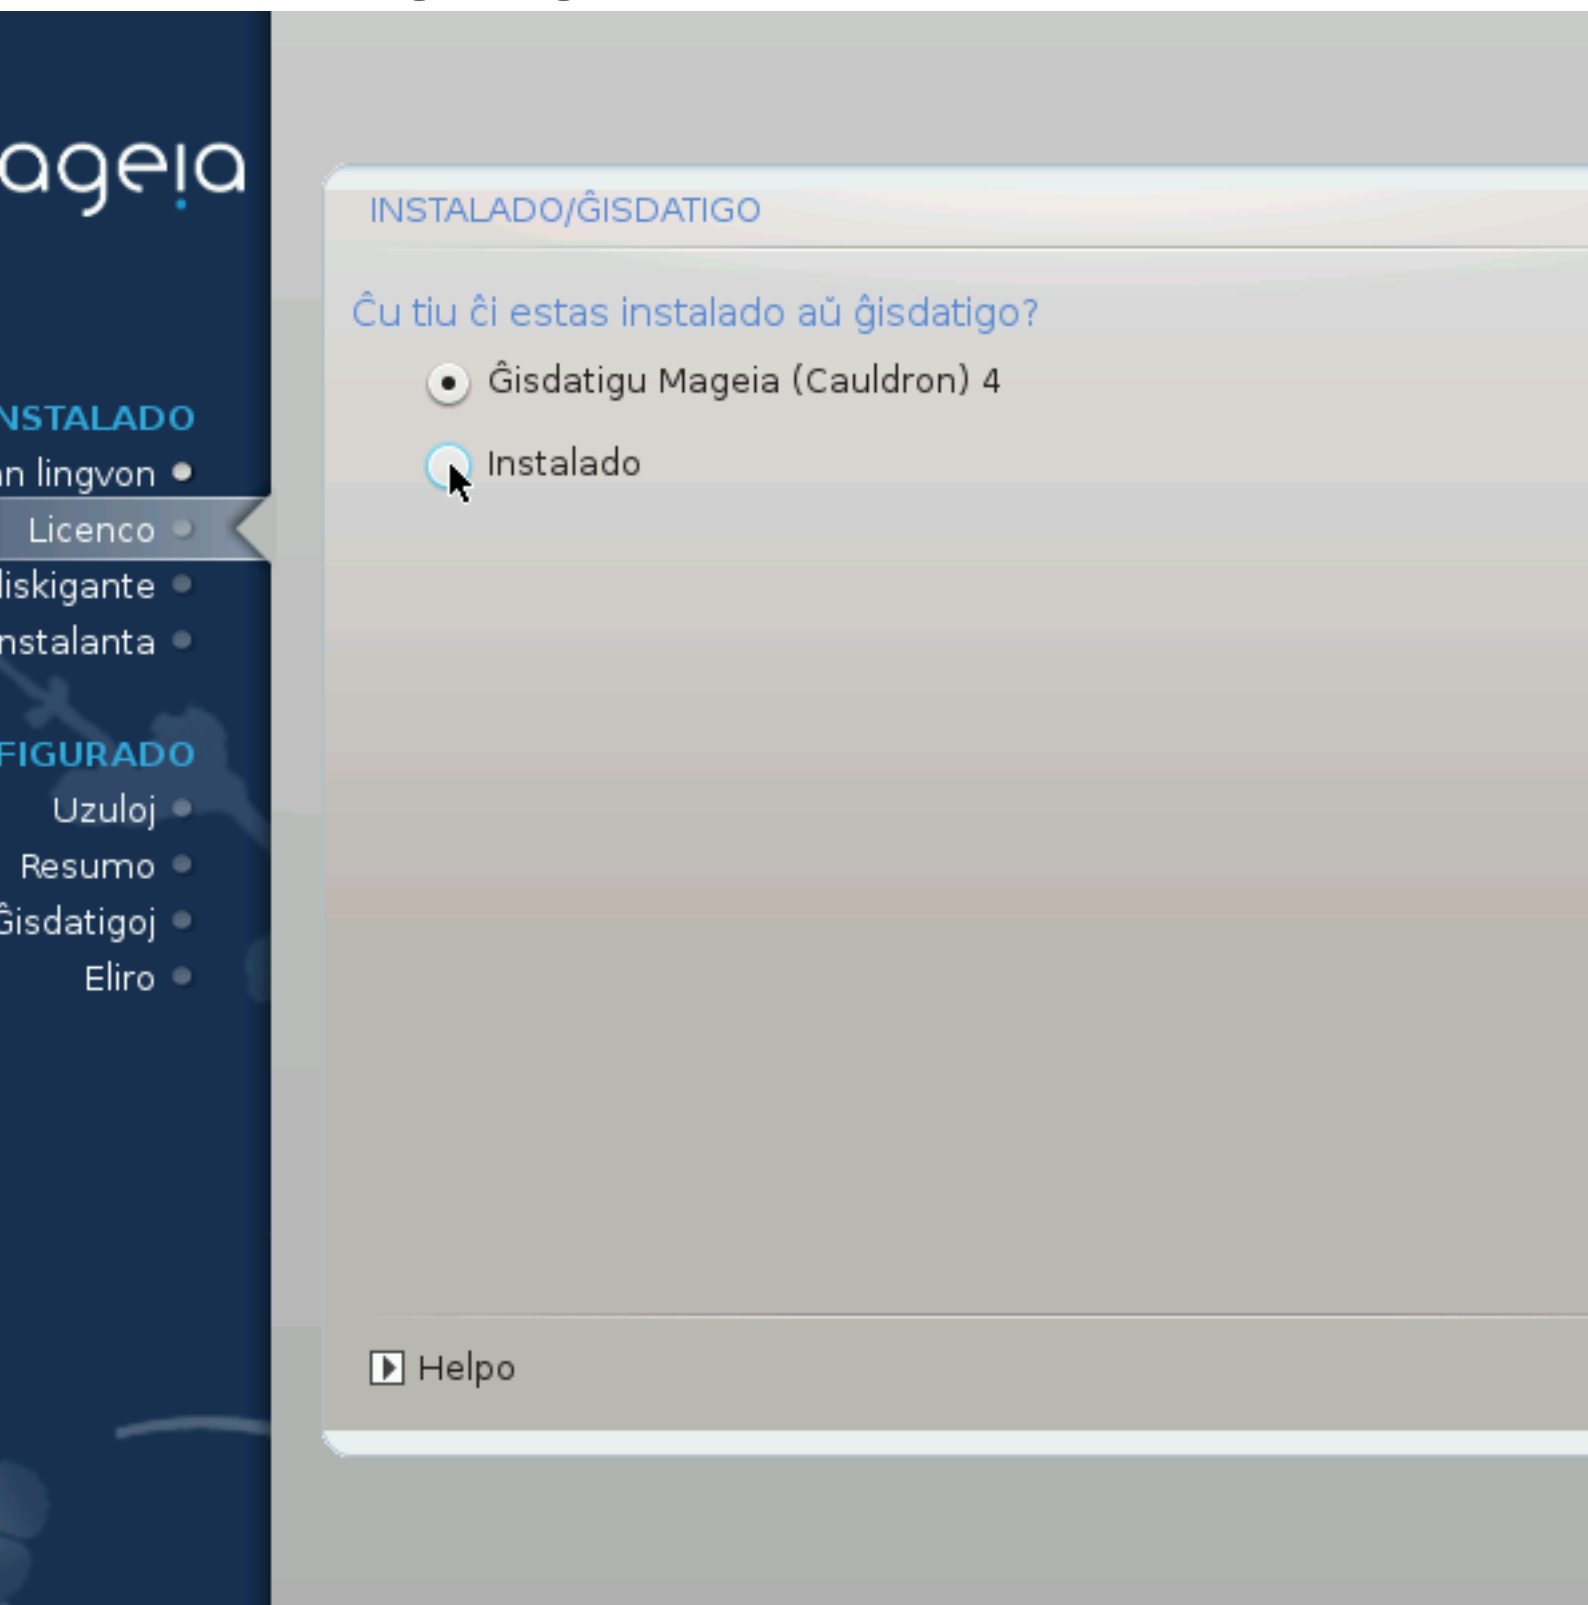 ageia
INSTALADO/ĜISDATIGO
Ĉu tiu ĉi estas instalado aŭ ĝisdatigo?
Ĝisdatigu Mageia (Cauldron) 4
Instalado
NSTALADO
n lingvon
Licenco
liskigante
nstalanta
FIGURADO
Uzuloj
Resumo
Ĝisdatigoj
Eliro
Helpo